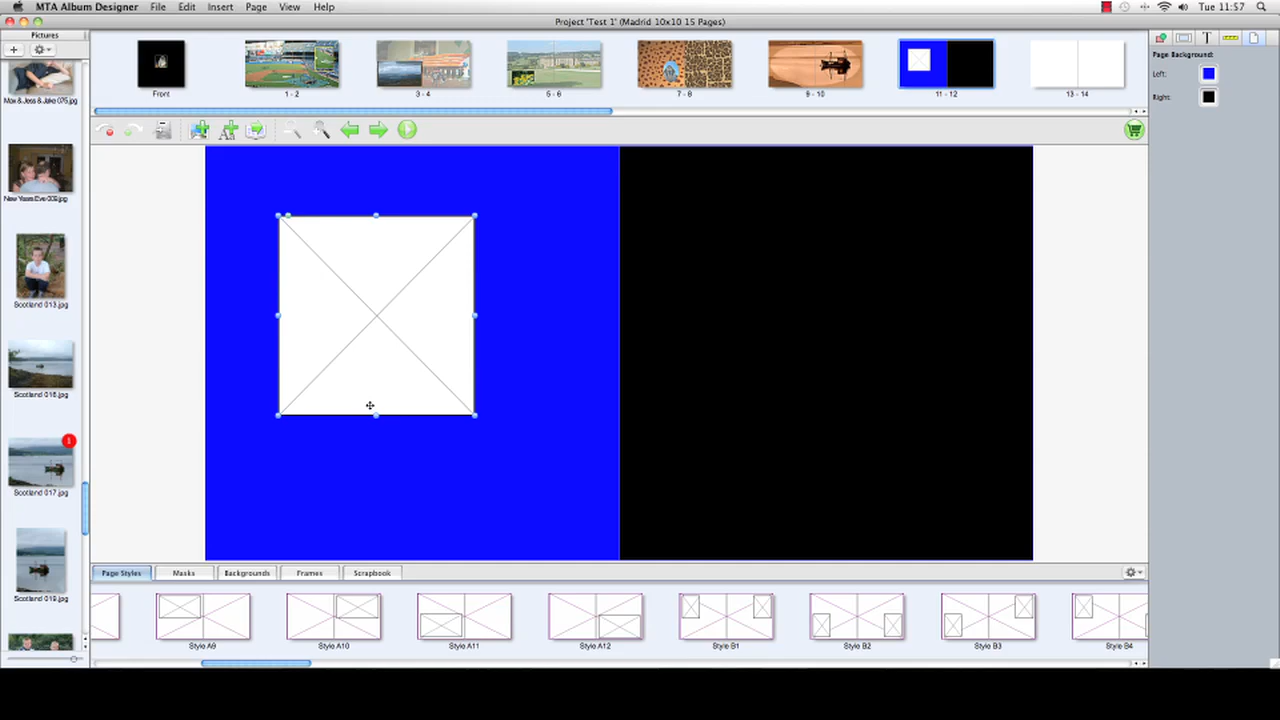 MTA Album Designer File Edit Insert Page View Help Tue 11:57
Project 'Test 1' (Madrid 10x10 15 Pages)
Pictures
Max & Jess & Jake 075.jpg
New Years Eve 009.jpg
Scotland 013.jpg
Scotland 016.jpg
1
Scotland 017.jpg
Scotland 019.jpg
Front
1 - 2
3 - 4
5 - 6
7 - 8
9 - 10
11 - 12
13 - 14
Page Background:
Left:
Right:
Page Styles Masks Backgrounds Frames Scrapbook
Style A9 Style A10 Style A11 Style A12 Style B1 Style B2 Style B3 Style B4